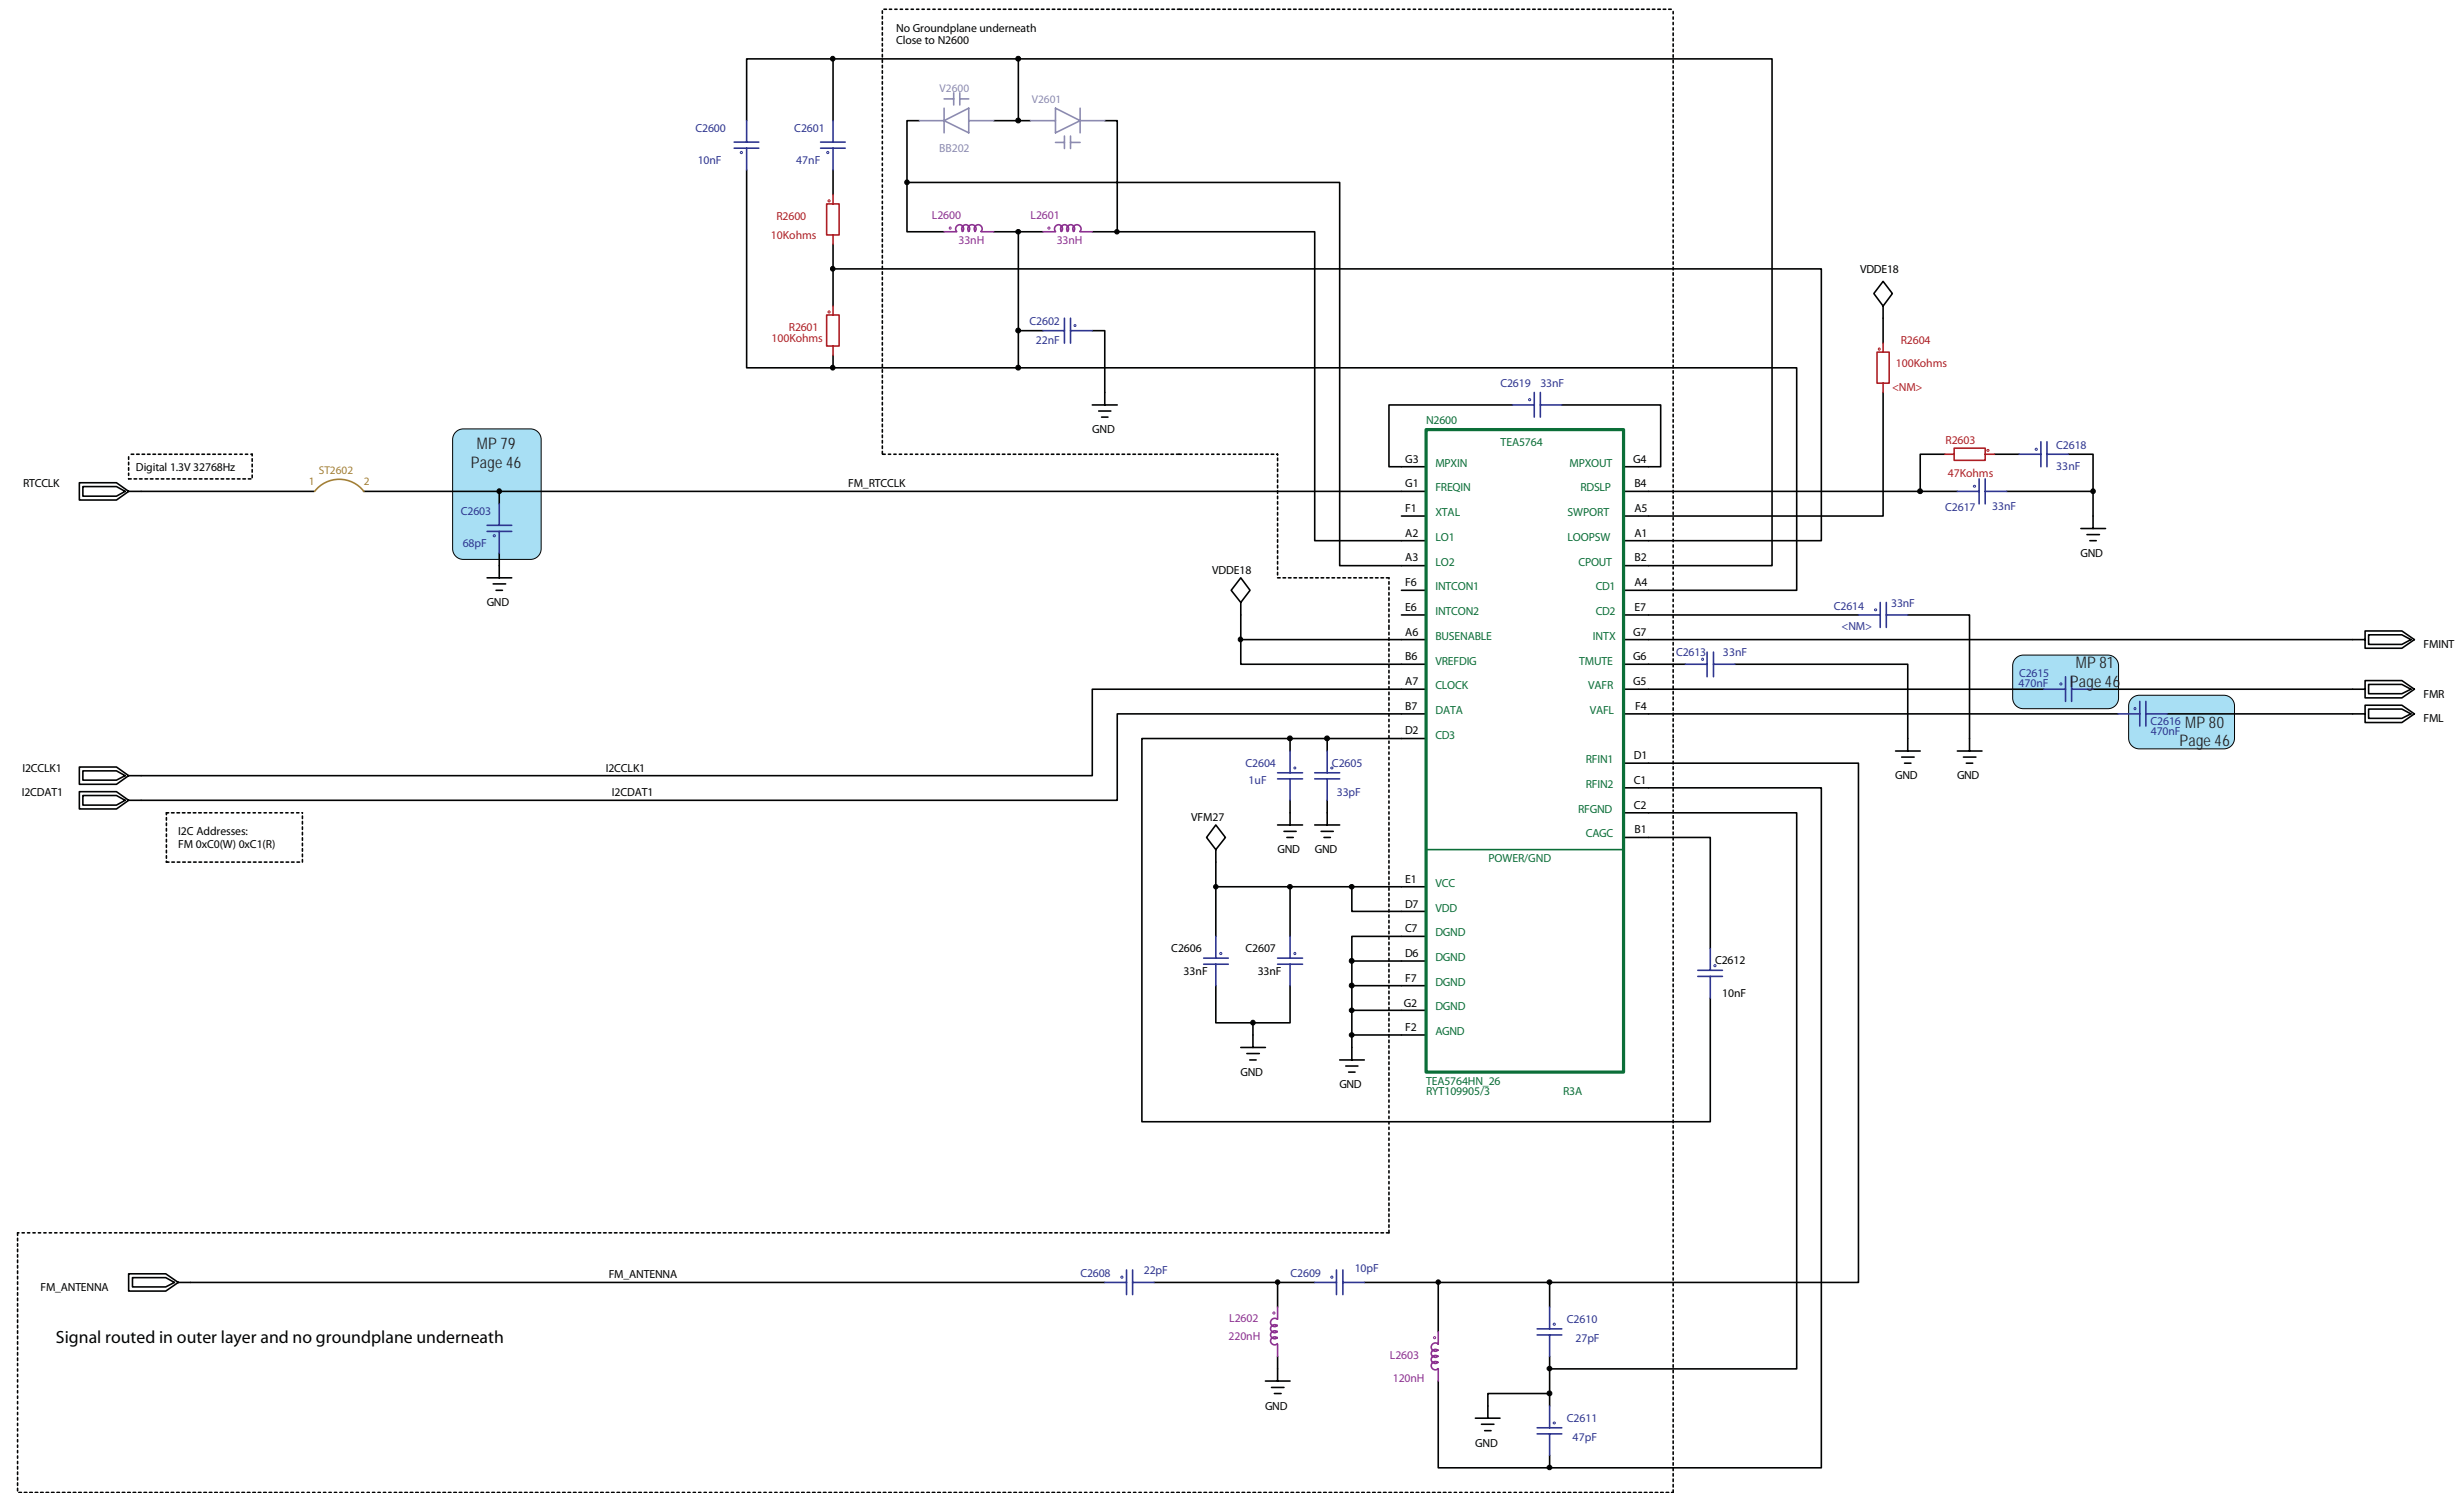 No Groundplane underneath
Close to N2600
V2600
V2601
BB202
C2600
10nF
C2601
47nF
R2600
10Kohms
L2600
33nH
L2601
33nH
R2601
100Kohms
C2602
22nF
GND
VDDE18
R2604
100Kohms
<NM>
C2619 33nF
N2600
TEA5764
MP 79
Page 46
Digital 1.3V 32768Hz
RTCCLK
ST2602
1
2
FM_RTCCLK
C2603
68pF
GND
R2603
47Kohms
C2618
33nF
C2617
33nF
GND
G3 MPXIN
G1 FREQIN
F1 XTAL
A2 LO1
A3 LO2
F6 INTCON1
E6 INTCON2
A6 BUSENABLE
B6 VREFDIG
A7 CLOCK
B7 DATA
D2 CD3
MPXOUT G4
RDSLP B4
SWPORT A5
LOOPSW A1
CPOUT B2
CD1 A4
CD2 E7
INTX G7
TMUTE G6
VAFR G5
VAFL F4
RFIN1 D1
RFIN2 C1
RFGND C2
CAGC B1
VDDE18
C2614
33nF
<NM>
C2613
33nF
FMINT
MP 81
Page 46
C2615
470nF
FMR
FML
C2616
470nF
MP 80
Page 46
GND
GND
I2CCLK1
I2CCLK1
I2CDAT1
I2CDAT1
I2C Addresses:
FM 0xC0(W) 0xC1(R)
C2604
1uF
C2605
33pF
GND
GND
VFM27
POWER/GND
E1 VCC
D7 VDD
C7 DGND
D6 DGND
F7 DGND
G2 DGND
F2 AGND
C2606
33nF
C2607
33nF
C2612
10nF
GND
GND
TEA5764HN_26
RYT109905/3
R3A
FM_ANTENNA
FM_ANTENNA
C2608
22pF
C2609
10pF
L2602
220nH
GND
L2603
120nH
C2610
27pF
GND
C2611
47pF
Signal routed in outer layer and no groundplane underneath